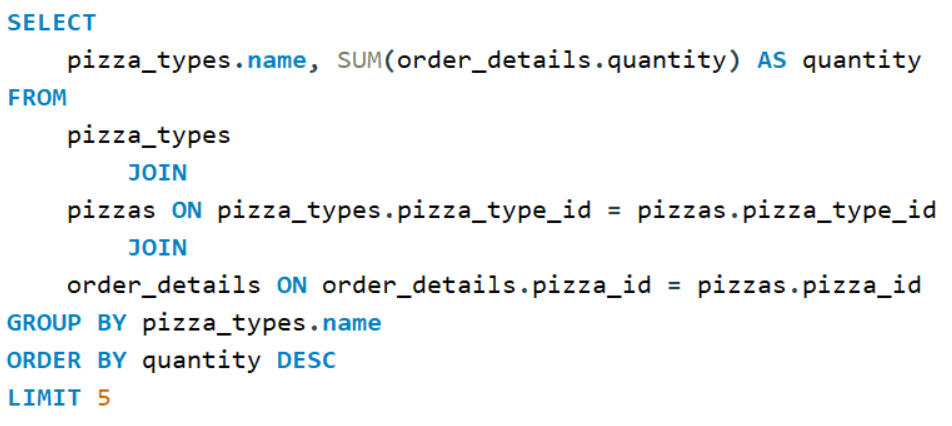 SELECT
    pizza_types.name, SUM(order_details.quantity) AS quantity
FROM
    pizza_types
        JOIN
    pizzas ON pizza_types.pizza_type_id = pizzas.pizza_type_id
        JOIN
    order_details ON order_details.pizza_id = pizzas.pizza_id
GROUP BY pizza_types.name
ORDER BY quantity DESC
LIMIT 5